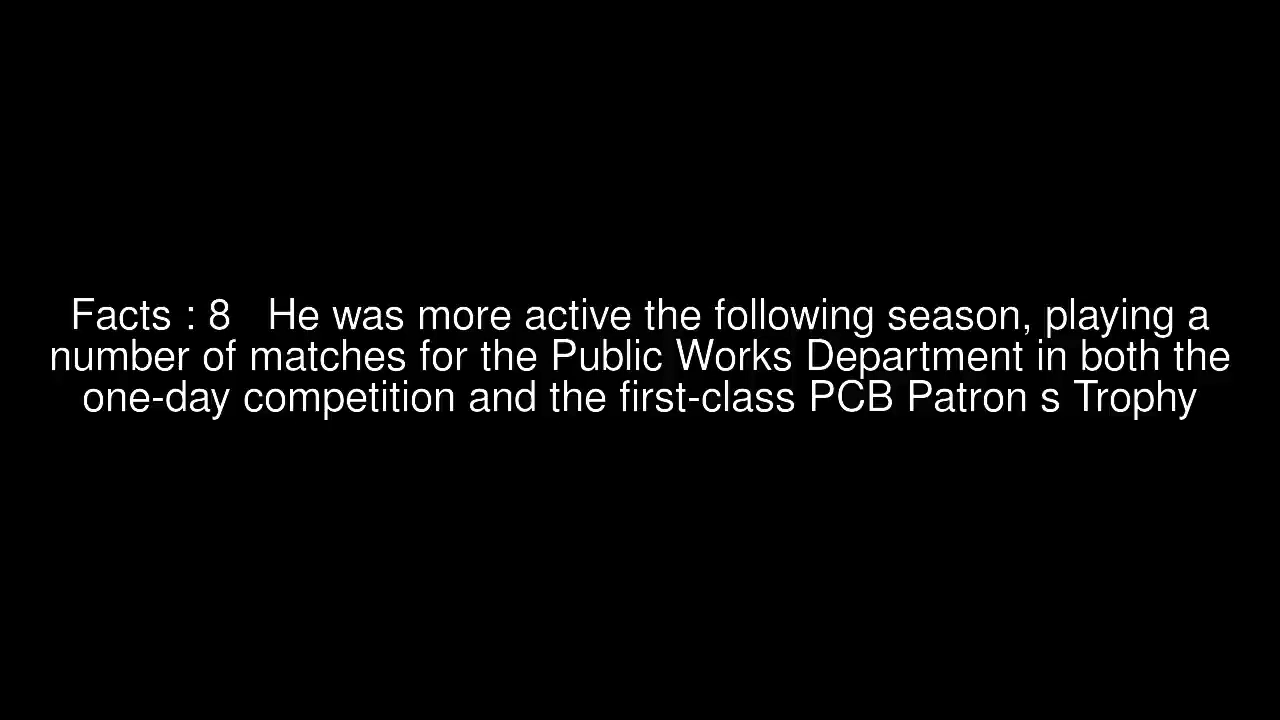 Facts : 8   He was more active the following season, playing a
number of matches for the Public Works Department in both the
one-day competition and the first-class PCB Patron s Trophy